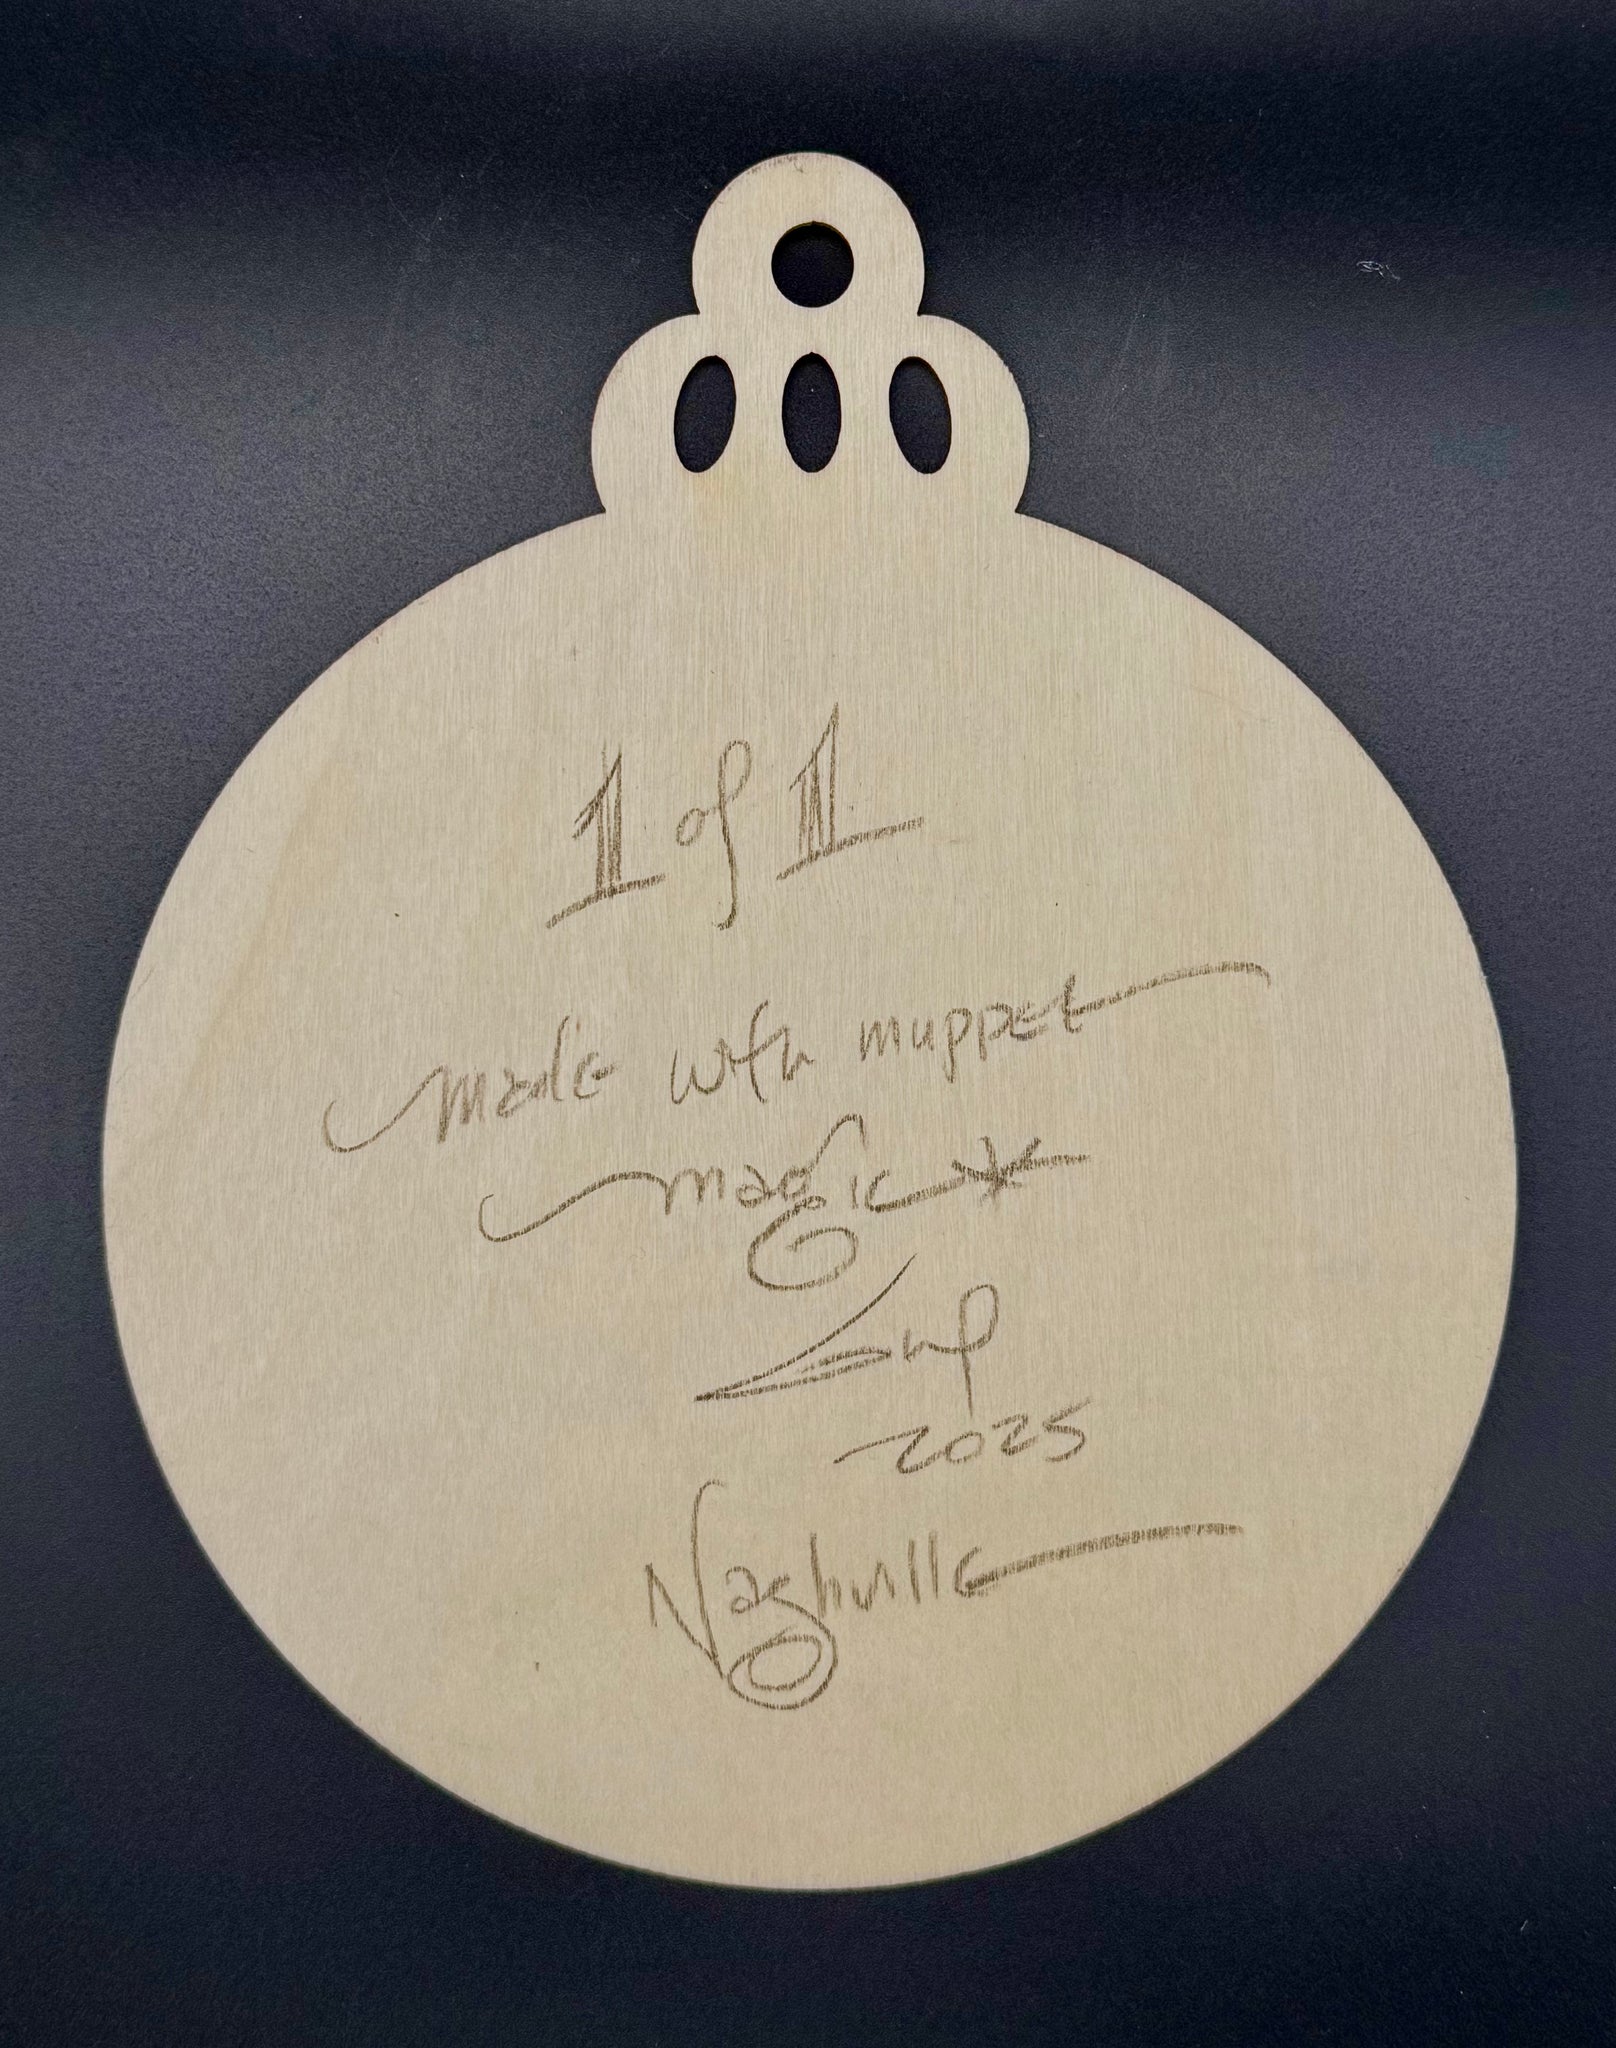 1 of 1
made with muppet
magic
2025
Nashville